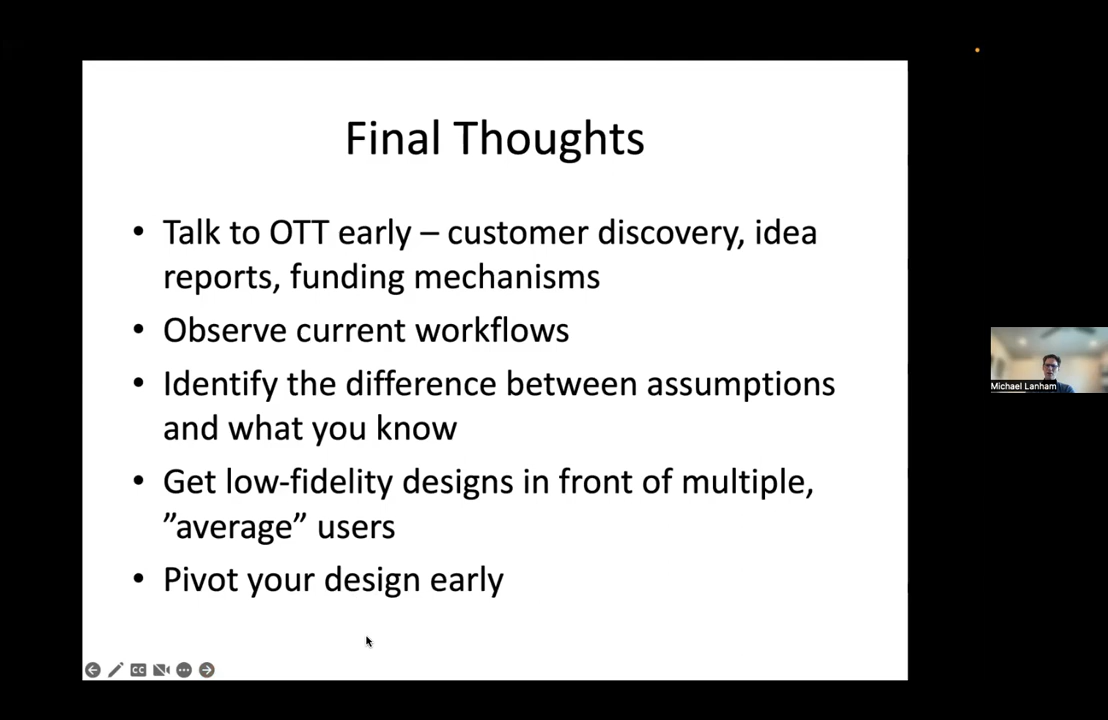 Final Thoughts
• Talk to OTT early – customer discovery, idea
reports, funding mechanisms
• Observe current workflows
• Identify the difference between assumptions
and what you know
• Get low-fidelity designs in front of multiple,
”average” users
• Pivot your design early
Michael Lanham
CC